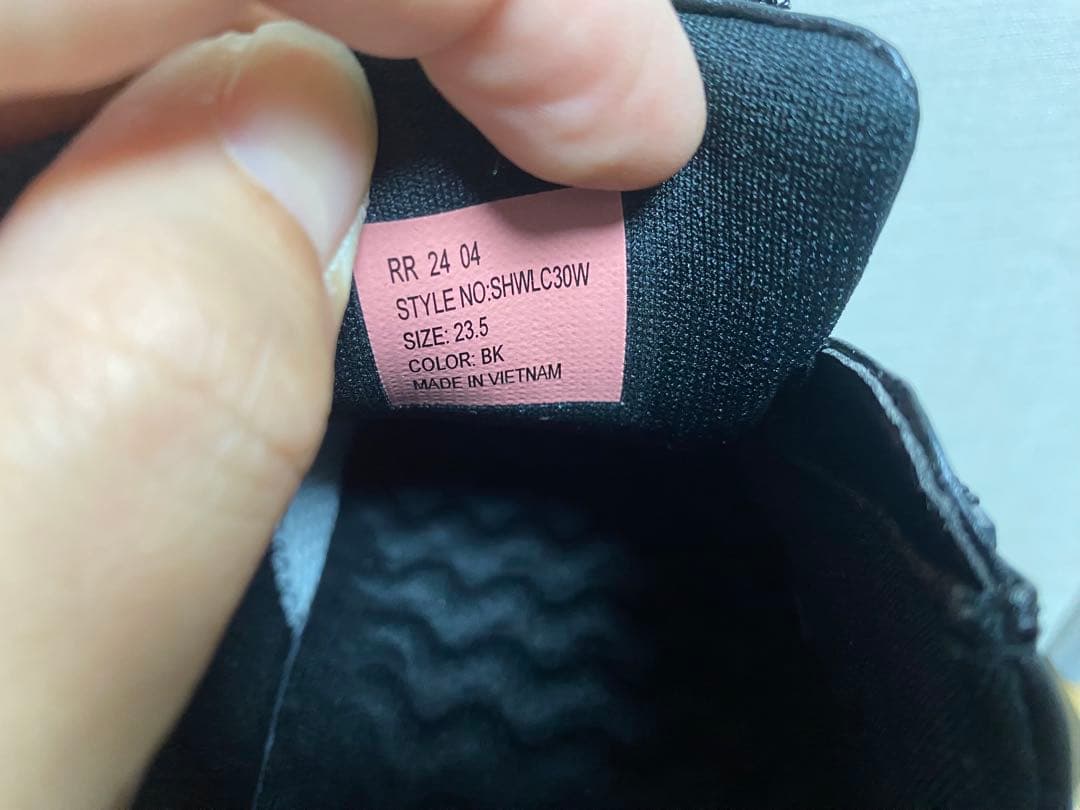 RR 24 04
STYLE NO:SHWLC30W
SIZE: 23.5
COLOR: BK
MADE IN VIETNAM